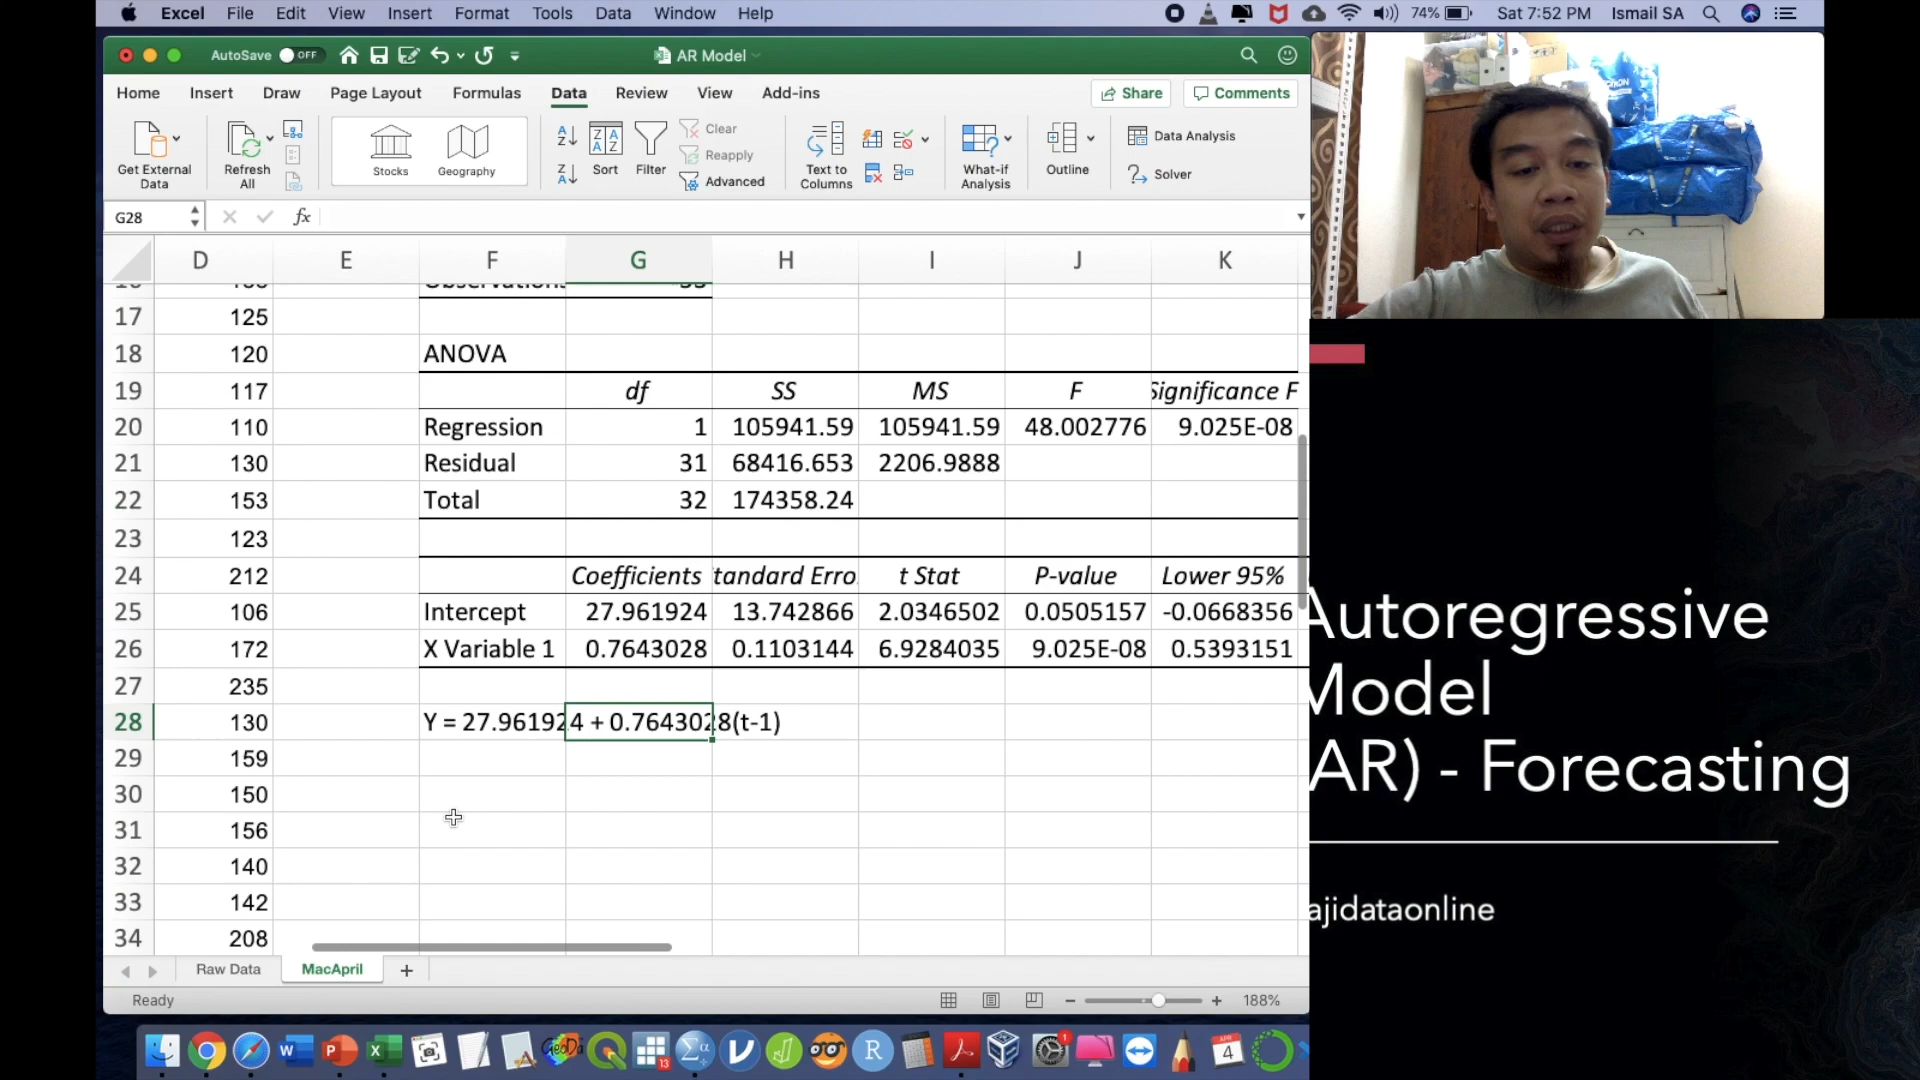 Excel File Edit View Insert Format Tools Data Window Help 74% Sat 7:52 PM Ismail SA
AutoSave OFF AR Model
Home Insert Draw Page Layout Formulas Data Review View Add-ins Share Comments
Get External Data
Refresh All
Stocks Geography
Sort Filter
Clear
Reapply
Advanced
Text to Columns
What-if Analysis
Outline
Data Analysis
Solver
G28 fx
D E F G H I J K
17 125
18 120 ANOVA
19 117 df SS MS F Significance F
20 110 Regression 1 105941.59 105941.59 48.002776 9.025E-08
21 130 Residual 31 68416.653 2206.9888
22 153 Total 32 174358.24
23 123
24 212 Coefficients tandard Erro t Stat P-value Lower 95%
25 106 Intercept 27.961924 13.742866 2.0346502 0.0505157 -0.0668356
26 172 X Variable 1 0.7643028 0.1103144 6.9284035 9.025E-08 0.5393151
27 235
28 130 Y = 27.961924 + 0.7643028(t-1)
29 159
30 150
31 156
32 140
33 142
34 208
Raw Data MacApril +
Ready 188%
Autoregressive
Model
AR) - Forecasting
ajidataonline